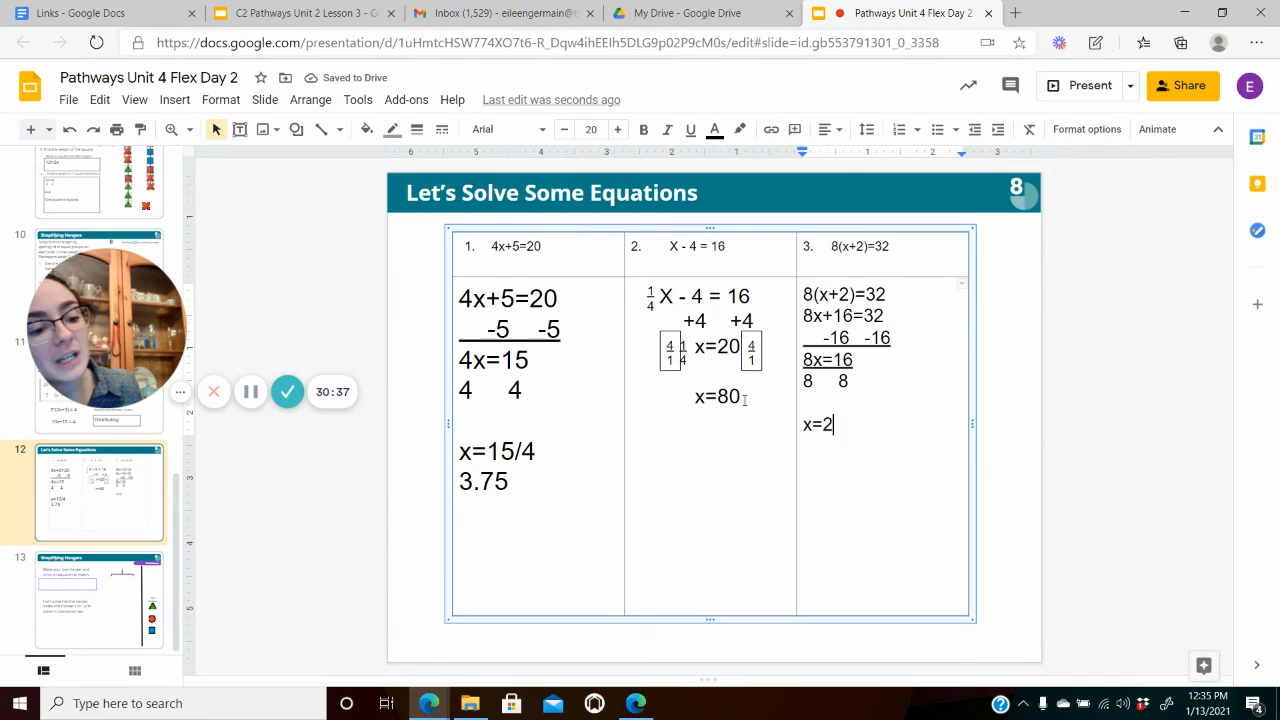 Links - Google Docs
C2 Pathways Unit 2 Lesson 3 - G
Inbox (1,529) - eileengerdon@t
My Drive - Google Drive
Pathways Unit 4 Flex Day 2
https://docs.google.com/presentation/d/1uHmtcHSW774XO7t6-R_Dqw4ihEEIh5DLG9p02P9cM0s/edit#slide=id.gb553791301_0_3358
Pathways Unit 4 Flex Day 2
Saved to Drive
File Edit View Insert Format Slide Arrange Tools Add-ons Help Last edit was seconds ago
Present
Share
E
Arial
20
Format options
Animate
10
Simplifying Hangers
11
Distributing
12
Let's Solve Some Equations
13
Simplifying Hangers
30:37
Let's Solve Some Equations
8
1. 4x+5=20
2. X - 4 = 16
3. 8(x+2)=32
4x+5=20
-5 -5
4x=15
4 4
x=15/4
3.75
1/4 X - 4 = 16
+4 +4
4/1 1/4 x=20 4/1
x=80
8(x+2)=32
8x+16=32
-16 -16
8x=16
8 8
x=2
Type here to search
12:35 PM
1/13/2021